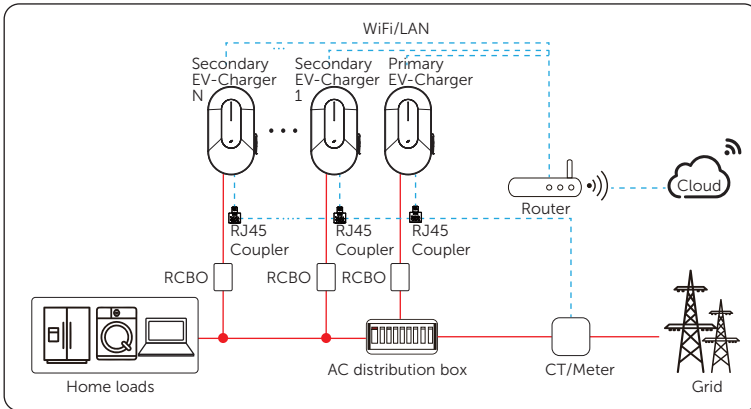 WiFi/LAN
Secondary
EV-Charger
N
Secondary
EV-Charger
1
Primary
EV-Charger
Cloud
Router
RJ45
Coupler
RJ45
Coupler
RJ45
Coupler
RCBO
RCBO
RCBO
Home loads
AC distribution box
CT/Meter
Grid